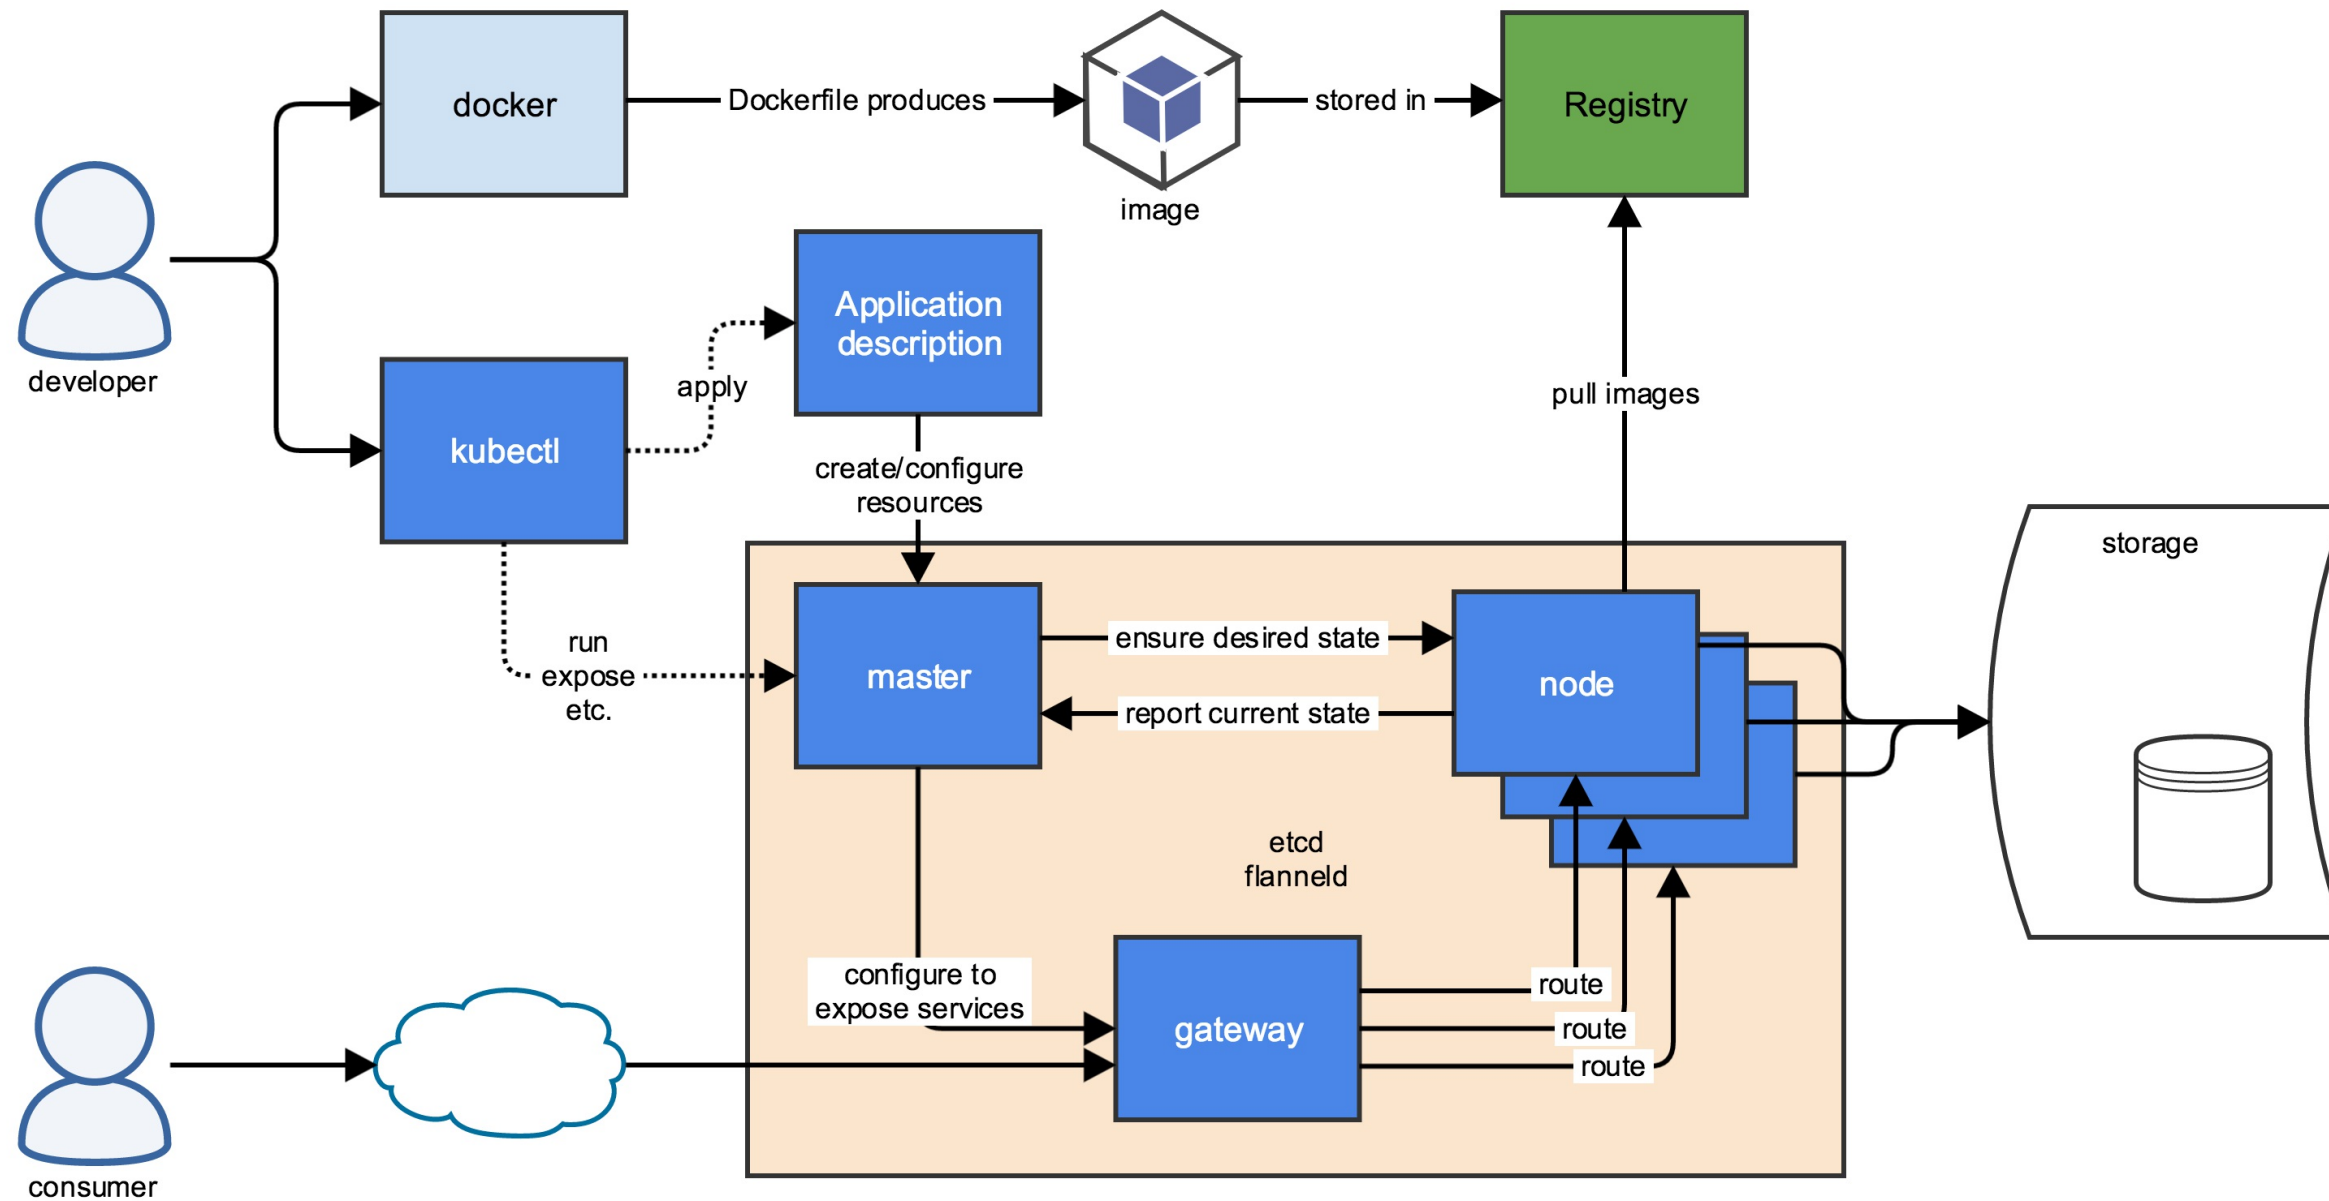 docker
Dockerfile produces
stored in
Registry
image
developer
Application
description
apply
pull images
kubectl
create/configure
resources
storage
run
expose
etc.
master
ensure desired state
report current state
node
etcd
flanneld
configure to
expose services
gateway
route
route
route
consumer